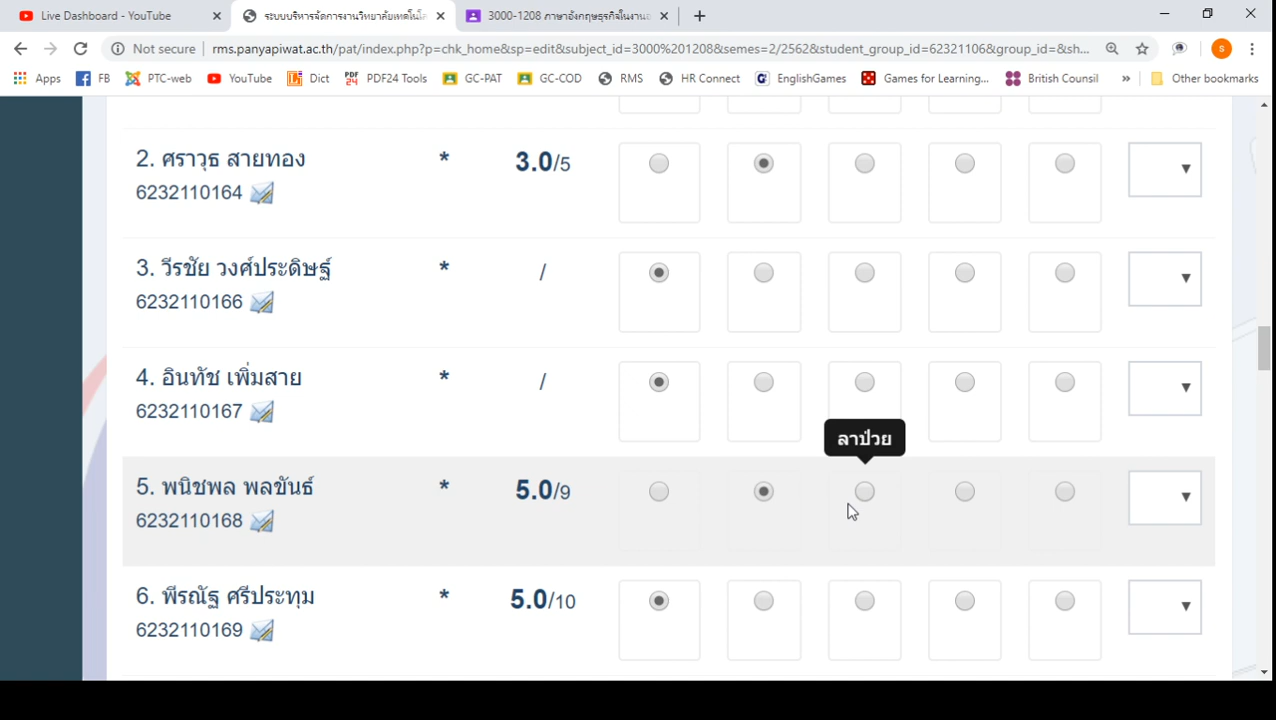 Live Dashboard - YouTube
ระบบบริหารจัดการงานวิทยาลัยเทคโนโล
3000-1208 ภาษาอังกฤษธุรกิจในงานอ
Not secure
rms.panyapiwat.ac.th/pat/index.php?p=chk_home&sp=edit&subject_id=3000%201208&semes=2/2562&student_group_id=62321106&group_id=&sh...
S
Apps FB PTC-web YouTube Dict PDF24 Tools GC-PAT GC-COD RMS HR Connect EnglishGames Games for Learning... British Counsil » Other bookmarks
2. ศราวุธ สายทอง * 3.0/5
6232110164
3. วีรชัย วงศ์ประดิษฐ์ * /
6232110166
4. อินทัช เพิ่มสาย * /
6232110167
ลาป่วย
5. พนิชพล พลขันธ์ * 5.0/9
6232110168
6. พีรณัฐ ศรีประทุม * 5.0/10
6232110169